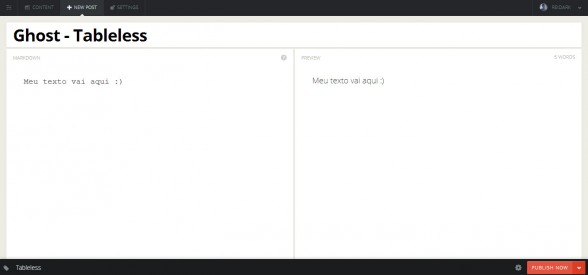 CONTENT NEW POST SETTINGS
Ghost - Tableless
MARKDOWN PREVIEW 5 WORDS
Meu texto vai aqui :) Meu texto vai aqui :)
Tableless PUBLISH NOW